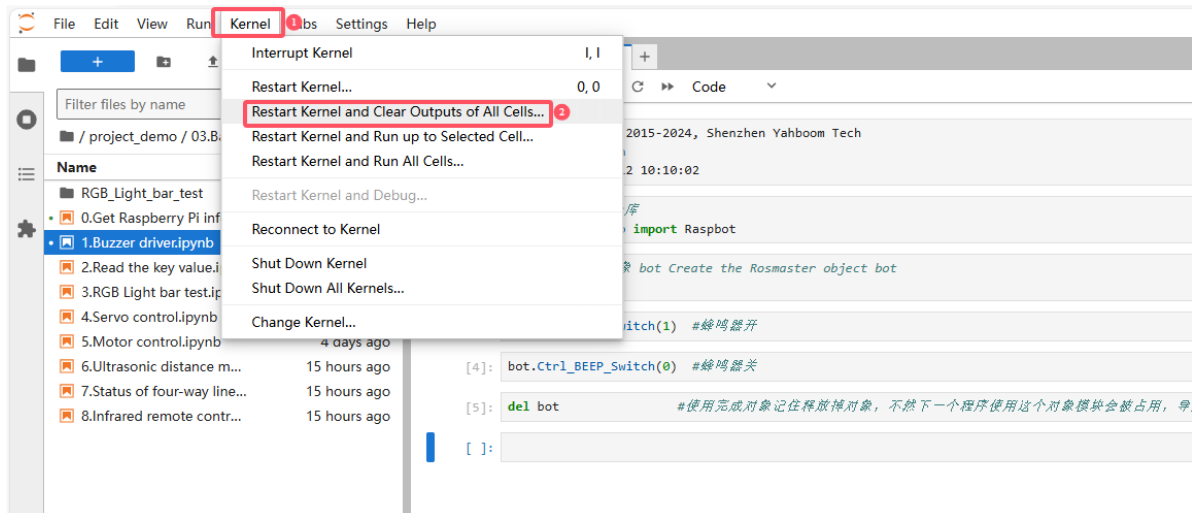 File Edit View Run Kernel 1 bs Settings Help
Interrupt Kernel I, I
Restart Kernel... 0, 0
Restart Kernel and Clear Outputs of All Cells... 2
Restart Kernel and Run up to Selected Cell...
Restart Kernel and Run All Cells...
Restart Kernel and Debug...
Reconnect to Kernel
Shut Down Kernel
Shut Down All Kernels...
Change Kernel...
+
Filter files by name
/ project_demo / 03.Ba
Name
RGB_Light_bar_test
0.Get Raspberry Pi inf
1.Buzzer driver.ipynb
2.Read the key value.i
3.RGB Light bar test.ip
4.Servo control.ipynb
5.Motor control.ipynb 4 days ago
6.Ultrasonic distance m... 15 hours ago
7.Status of four-way line... 15 hours ago
8.Infrared remote contr... 15 hours ago
+
Code
2015-2024, Shenzhen Yahboom Tech
2 10:10:02
库
import Raspbot
象 bot Create the Rosmaster object bot
witch(1) #蜂鸣器开
[4]: bot.Ctrl_BEEP_Switch(0) #蜂鸣器关
[5]: del bot #使用完成对象记住释放掉对象，不然下一个程序使用这个对象模块会被占用，导
[ ]: